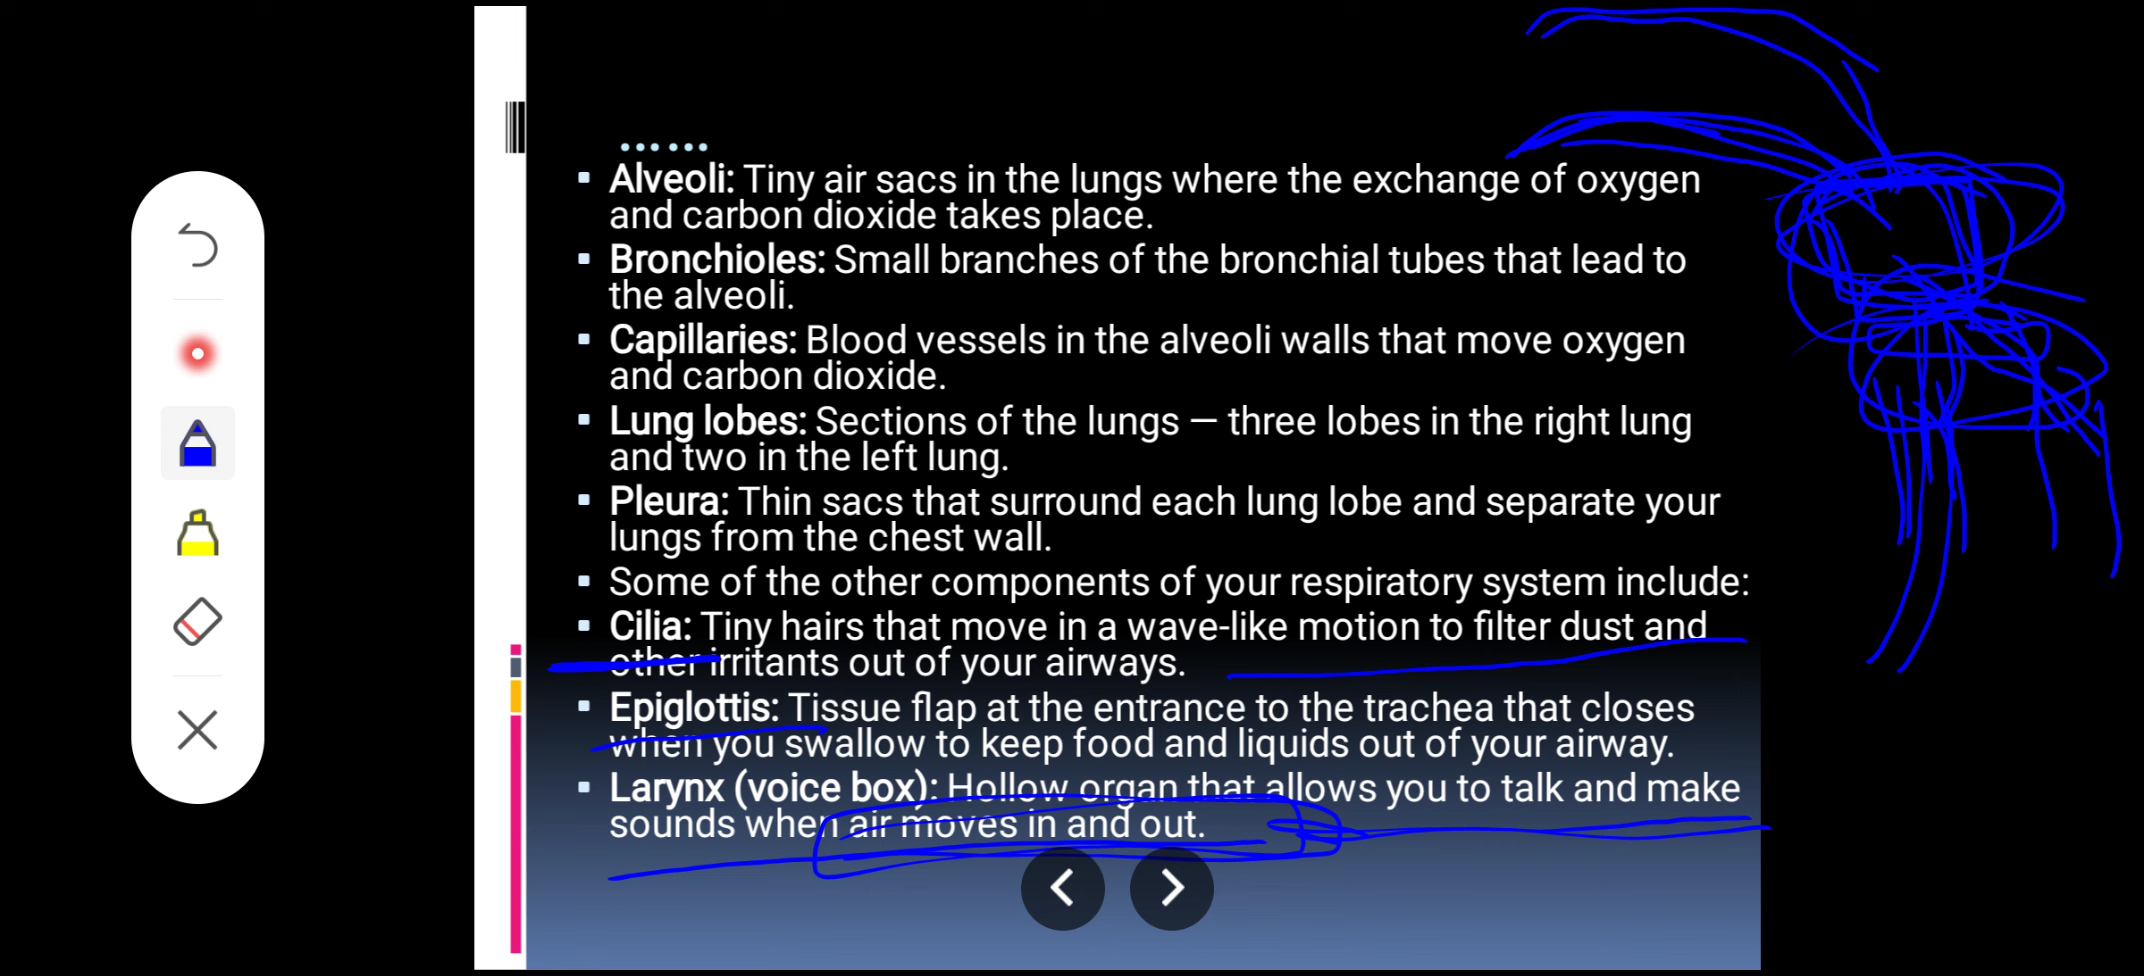 ......
Alveoli: Tiny air sacs in the lungs where the exchange of oxygen
and carbon dioxide takes place.
Bronchioles: Small branches of the bronchial tubes that lead to
the alveoli.
Capillaries: Blood vessels in the alveoli walls that move oxygen
and carbon dioxide.
Lung lobes: Sections of the lungs — three lobes in the right lung
and two in the left lung.
Pleura: Thin sacs that surround each lung lobe and separate your
lungs from the chest wall.
Some of the other components of your respiratory system include:
Cilia: Tiny hairs that move in a wave-like motion to filter dust and
other irritants out of your airways.
Epiglottis: Tissue flap at the entrance to the trachea that closes
when you swallow to keep food and liquids out of your airway.
Larynx (voice box): Hollow organ that allows you to talk and make
sounds when air moves in and out.